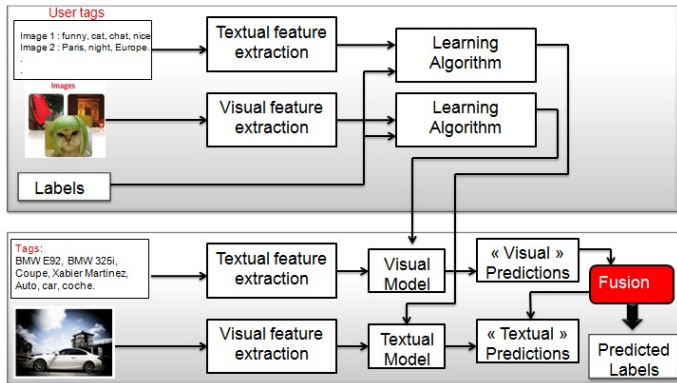 User tags
Image 1 : funny, cat, chat, nice
Image 2 : Paris, night, Europe.
.
.
Textual feature
extraction
Learning
Algorithm
Images
Visual feature
extraction
Learning
Algorithm
Labels
Tags:
BMW E92, BMW 325i,
Coupe, Xabier Martinez,
Auto, car, coche.
Textual feature
extraction
Visual
Model
« Visual »
Predictions
Fusion
Visual feature
extraction
Textual
Model
« Textual »
Predictions
Predicted
Labels